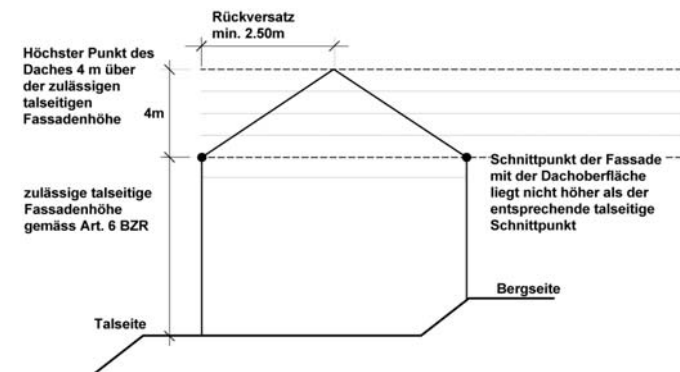 Rückversatz
min. 2.50m
Höchster Punkt des
Daches 4 m über
der zulässigen
talseitigen
Fassadenhöhe
4m
Schnittpunkt der Fassade
mit der Dachoberfläche
liegt nicht höher als der
entsprechende talseitige
Schnittpunkt
zulässige talseitige
Fassadenhöhe
gemäss Art. 6 BZR
Bergseite
Talseite